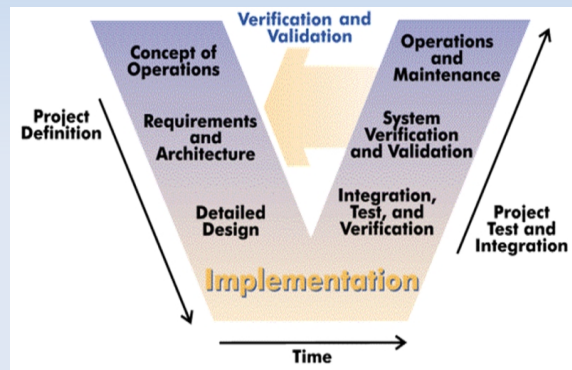 Verification and
Validation
Concept of
Operations
Operations
and
Maintenance
Project
Definition
Requirements
and
Architecture
System
Verification
and Validation
Detailed
Design
Integration,
Test, and
Verification
Project
Test and
Integration
Implementation
Time